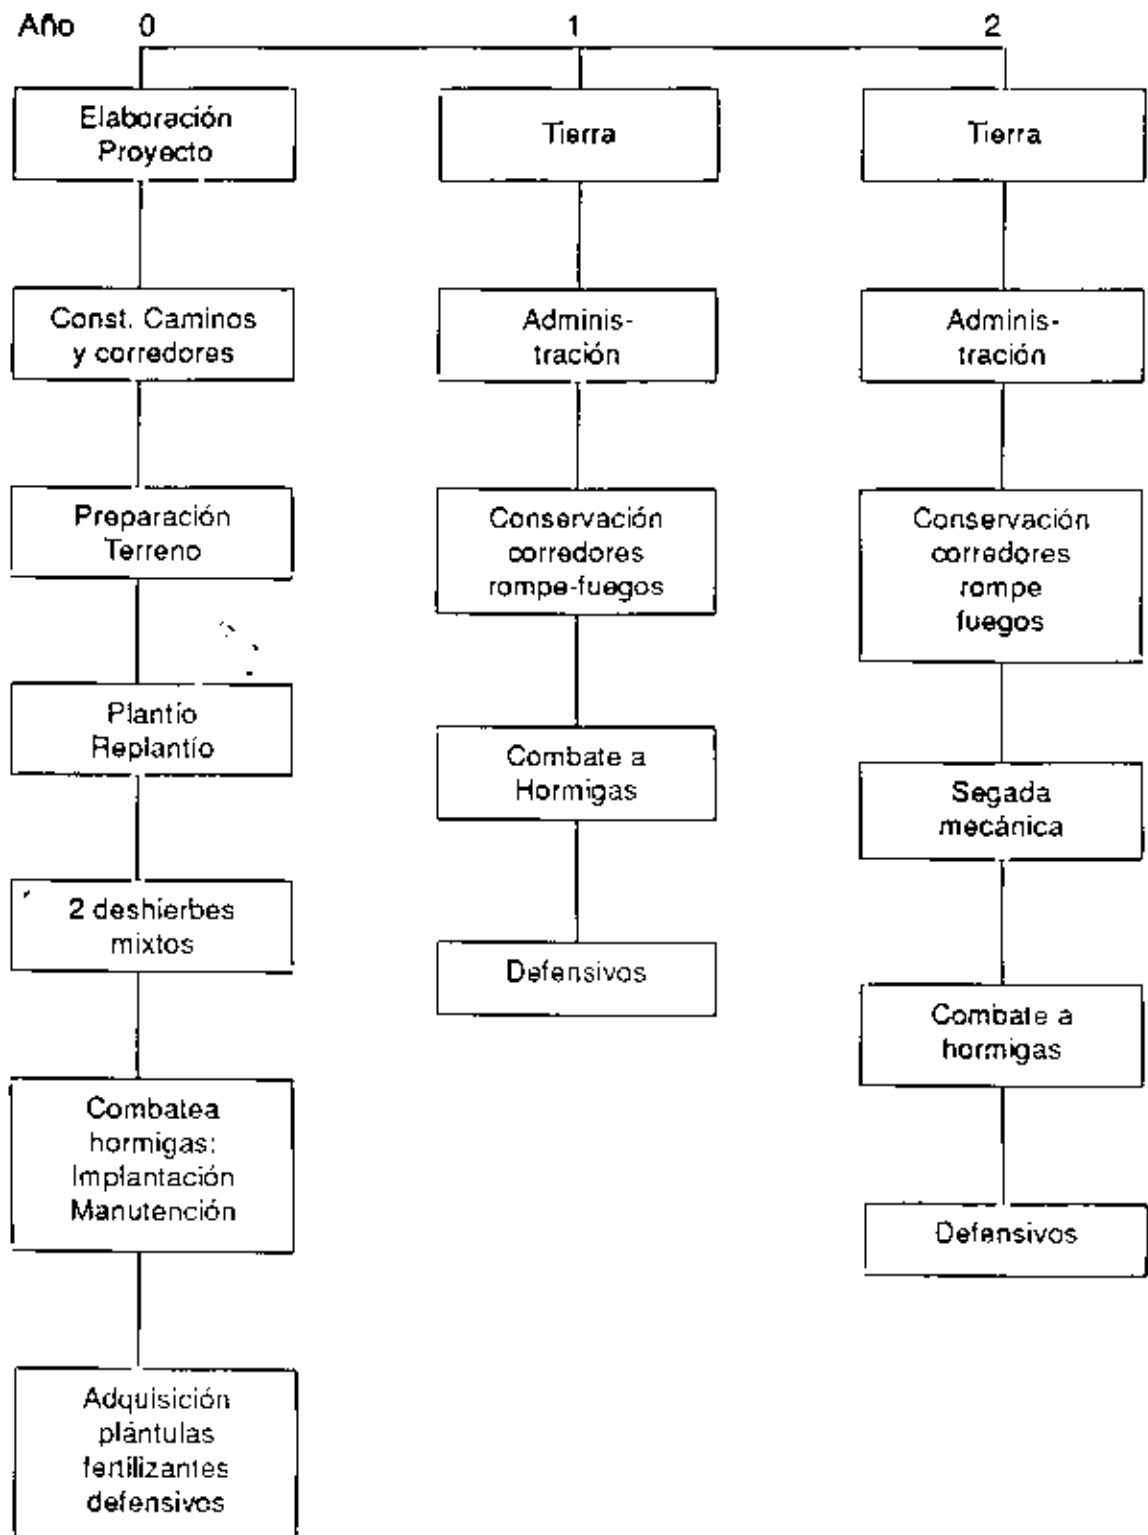 Año 0 1 2
Elaboración
Proyecto
Const. Caminos
y corredores
Preparación
Terreno
Plantío
Replantío
2 deshierbes
mixtos
Combatea
hormigas:
Implantación
Manutención
Adquisición
plántulas
fertilizantes
defensivos
Tierra
Adminis-
tración
Conservación
corredores
rompe-fuegos
Combate a
Hormigas
Defensivos
Tierra
Adminis-
tración
Conservación
corredores
rompe
fuegos
Segada
mecánica
Combate a
hormigas
Defensivos